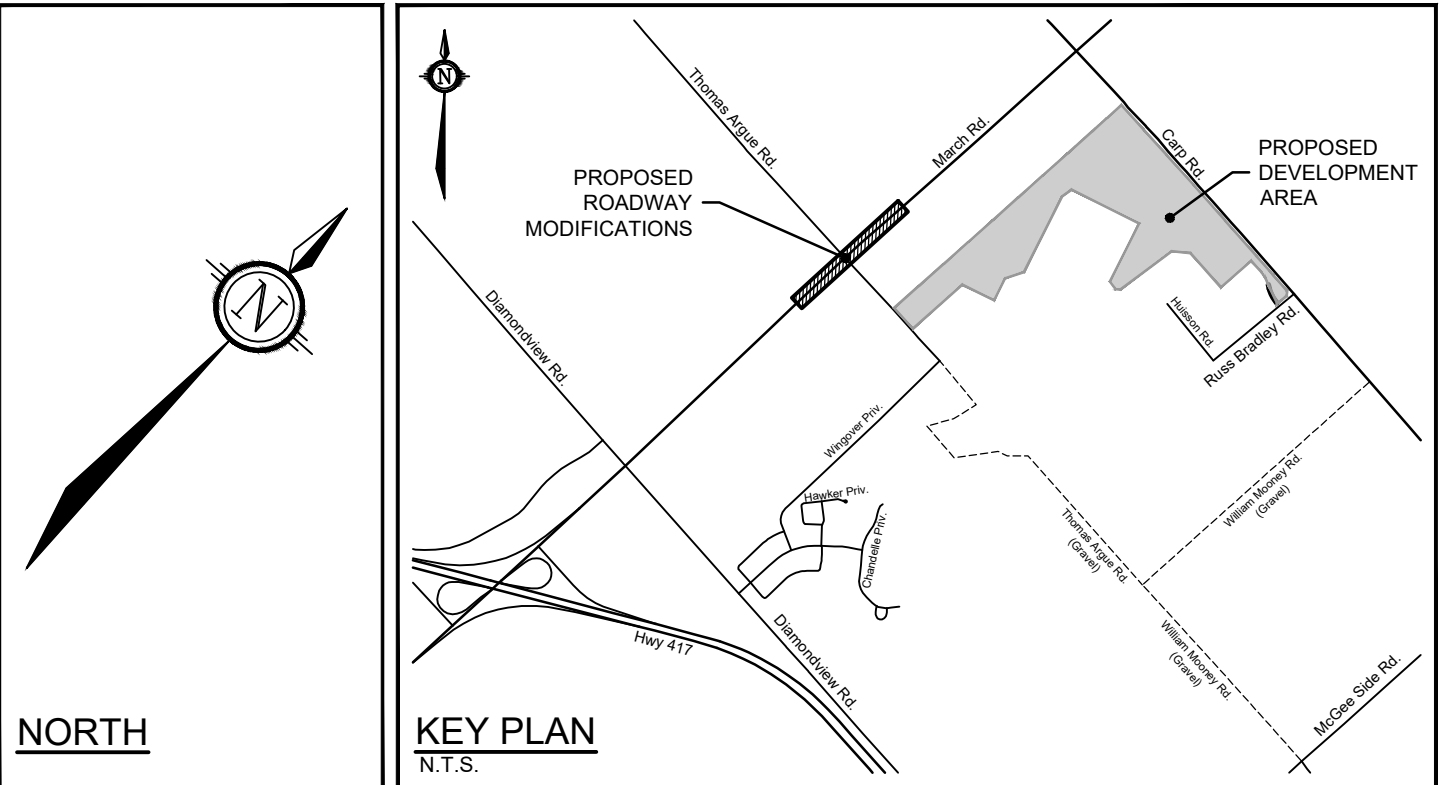 N
NORTH
N
Thomas Argue Rd.
March Rd.
Carp Rd.
PROPOSED
DEVELOPMENT
AREA
PROPOSED
ROADWAY
MODIFICATIONS
Diamondview Rd.
Huisson Rd.
Russ Bradley Rd.
Wingover Priv.
Hawker Priv.
Chandelle Priv.
William Mooney Rd.
(Gravel)
Thomas Argue Rd.
(Gravel)
Hwy 417
Diamondview Rd.
William Mooney Rd.
(Gravel)
McGee Side Rd.
KEY PLAN
N.T.S.